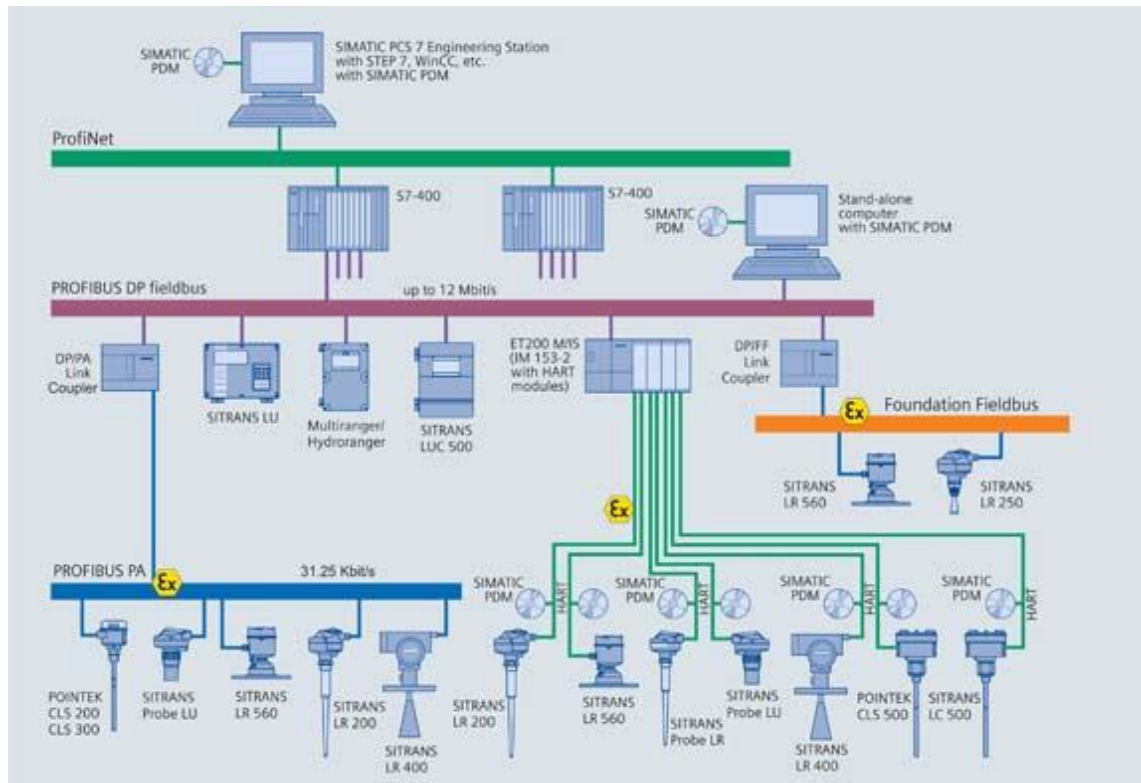 SIMATIC
PDM
SIMATIC PCS 7 Engineering Station
with STEP 7, WinCC, etc.
with SIMATIC PDM
ProfiNet
S7-400
S7-400
SIMATIC
PDM
Stand-alone
computer
with SIMATIC PDM
PROFIBUS DP fieldbus
up to 12 Mbit/s
DP/PA
Link
Coupler
SITRANS LU
Multiranger/
Hydroranger
SITRANS
LUC 500
ET200 M/IS
(IM 153-2
with HART
modules)
DP/FF
Link
Coupler
Ex
Foundation Fieldbus
SITRANS
LR 560
SITRANS
LR 250
Ex
PROFIBUS PA
Ex
31.25 Kbit/s
POINTEK
CLS 200
CLS 300
SITRANS
Probe LU
SITRANS
LR 560
SITRANS
LR 200
SITRANS
LR 400
SIMATIC
PDM
HART
SIMATIC
PDM
HART
SIMATIC
PDM
HART
SIMATIC
PDM
HART
SITRANS
LR 200
SITRANS
LR 560
SITRANS
Probe LR
SITRANS
Probe LU
SITRANS
LR 400
POINTEK
CLS 500
SITRANS
LC 500